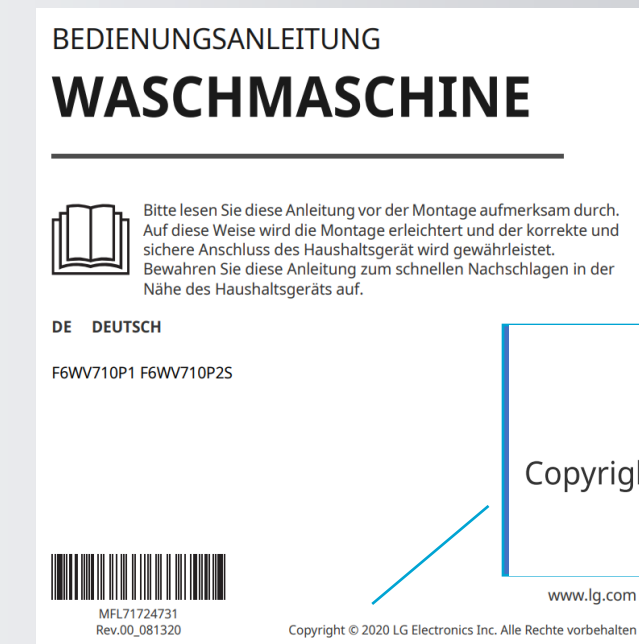 BEDIENUNGSANLEITUNG
WASCHMASCHINE
Bitte lesen Sie diese Anleitung vor der Montage aufmerksam durch.
Auf diese Weise wird die Montage erleichtert und der korrekte und
sichere Anschluss des Haushaltsgerät wird gewährleistet.
Bewahren Sie diese Anleitung zum schnellen Nachschlagen in der
Nähe des Haushaltsgeräts auf.
DE DEUTSCH
F6WV710P1 F6WV710P2S
MFL71724731
Rev.00_081320
www.lg.com
Copyright © 2020 LG Electronics Inc. Alle Rechte vorbehalten